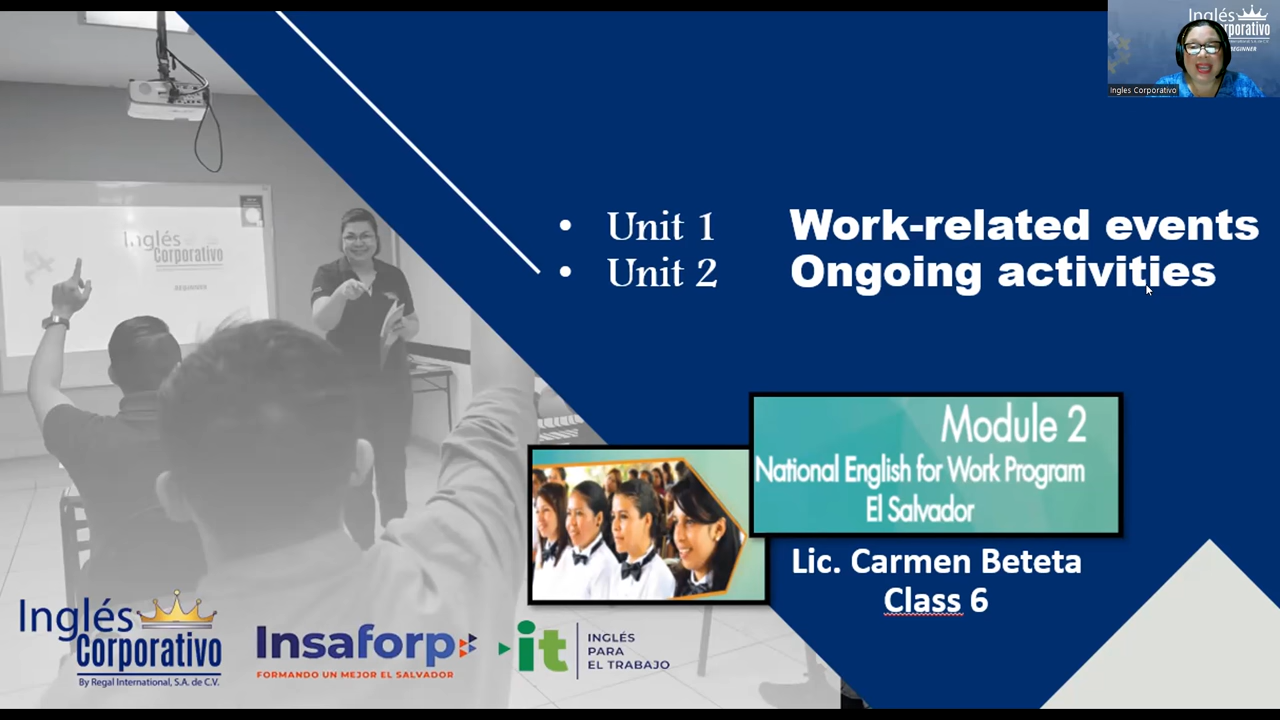 Inglés
Corporativo
BEGINNER
Ingles Corporativo
• Unit 1 Work-related events
• Unit 2 Ongoing activities
Inglés
Corporativo
Module 2
National English for Work Program
El Salvador
Lic. Carmen Beteta
Class 6
Inglés
Corporativo
By Regal International, S.A. de C.V.
Insaforp
FORMANDO UN MEJOR EL SALVADOR
it
INGLÉS
PARA
EL TRABAJO